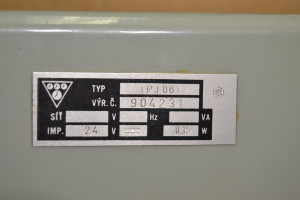 TYP (PJ 06)
VÝR. Č. 904231
SÍŤ V Hz VA
IMP. 24 V W